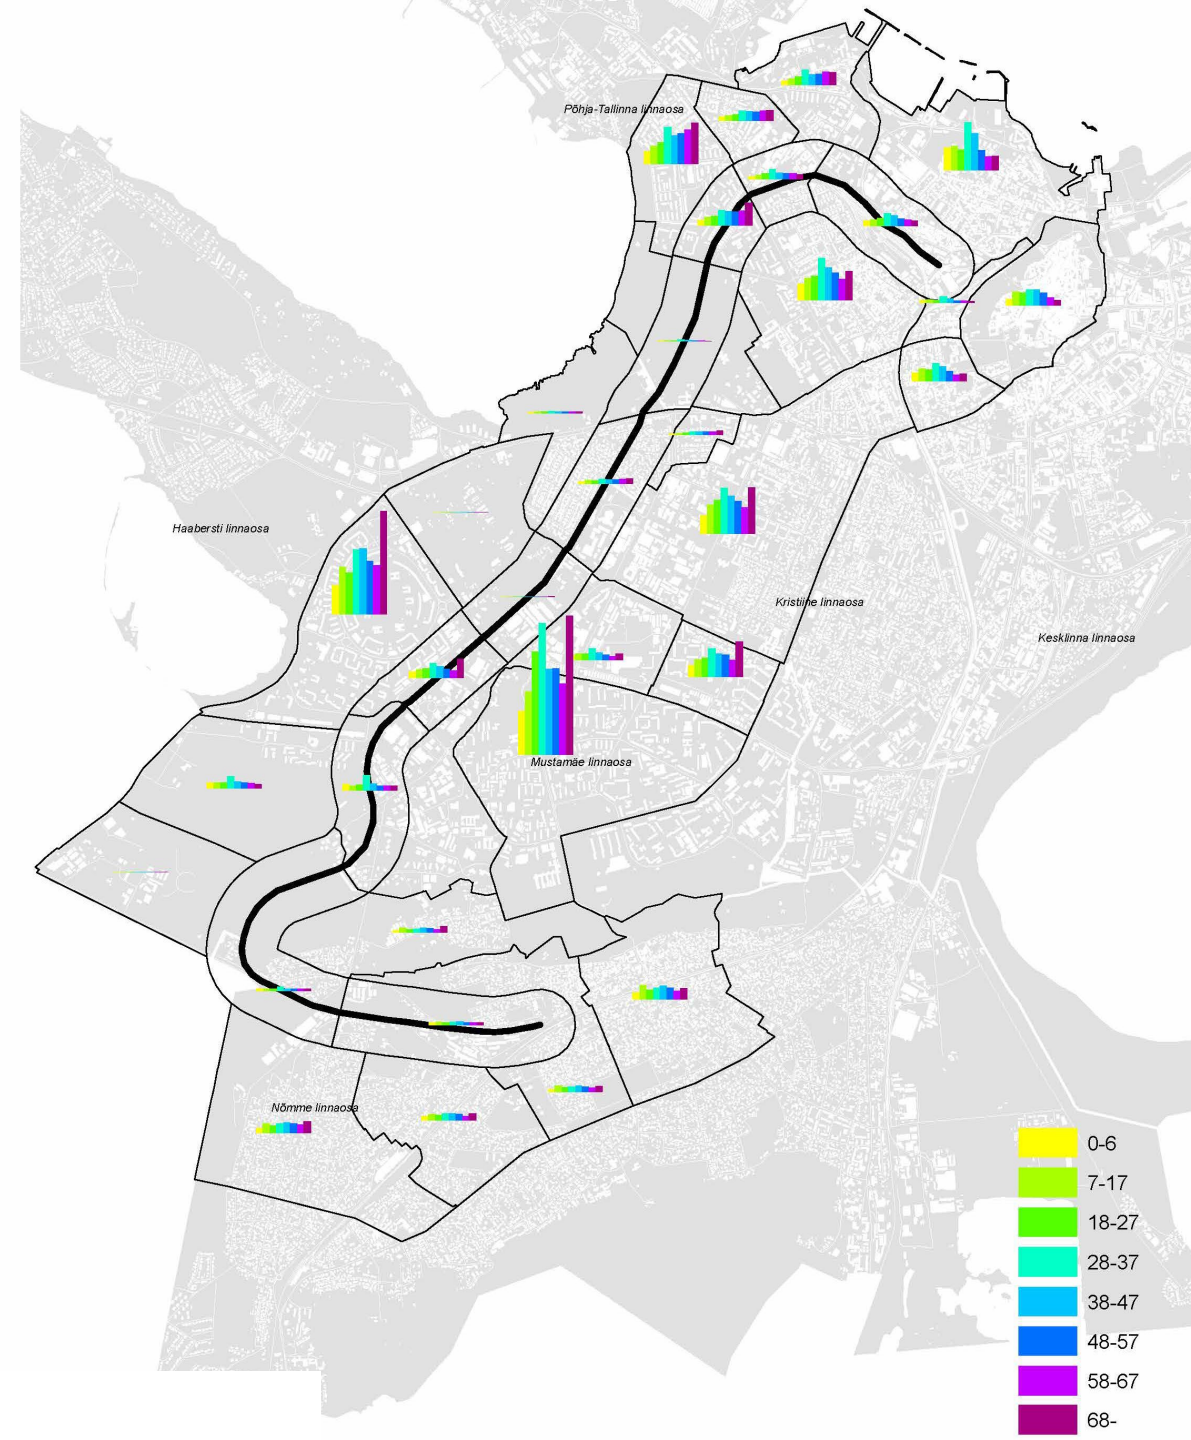 Põhja-Tallinna linnaosa
Haabersti linnaosa
Kristiine linnaosa
Kesklinna linnaosa
Mustamäe linnaosa
Nõmme linnaosa
0-6
7-17
18-27
28-37
38-47
48-57
58-67
68-